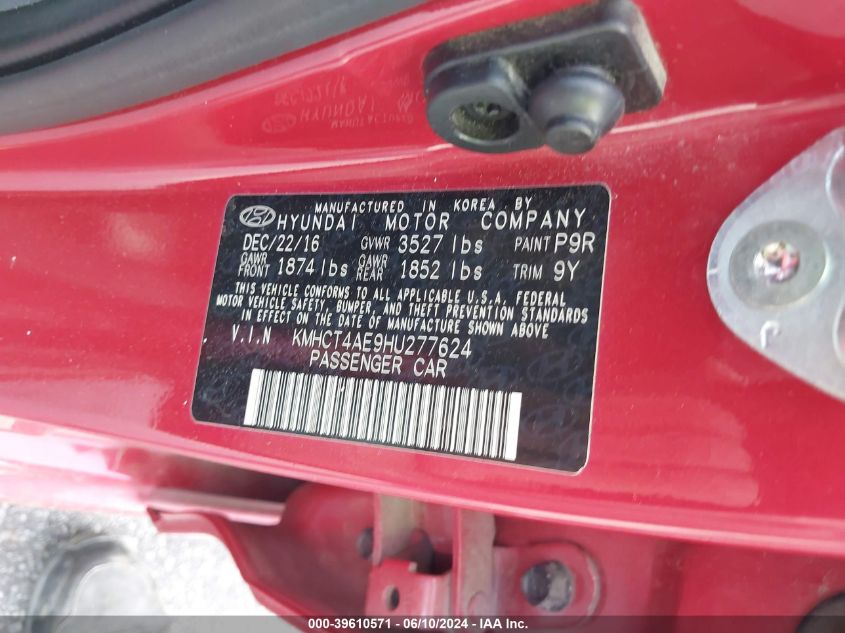 MANUFACTURED IN KOREA BY
HYUNDAI MOTOR COMPANY
DEC/22/16 GVWR 3527 lbs PAINT P9R
GAWR FRONT 1874 lbs GAWR REAR 1852 lbs TRIM 9Y
THIS VEHICLE CONFORMS TO ALL APPLICABLE U.S.A. FEDERAL
MOTOR VEHICLE SAFETY, BUMPER, AND THEFT PREVENTION STANDARDS
IN EFFECT ON THE DATE OF MANUFACTURE SHOWN ABOVE
V.I.N KMHCT4AE9HU277624
PASSENGER CAR
000-39610571 - 06/10/2024 - IAAI.com